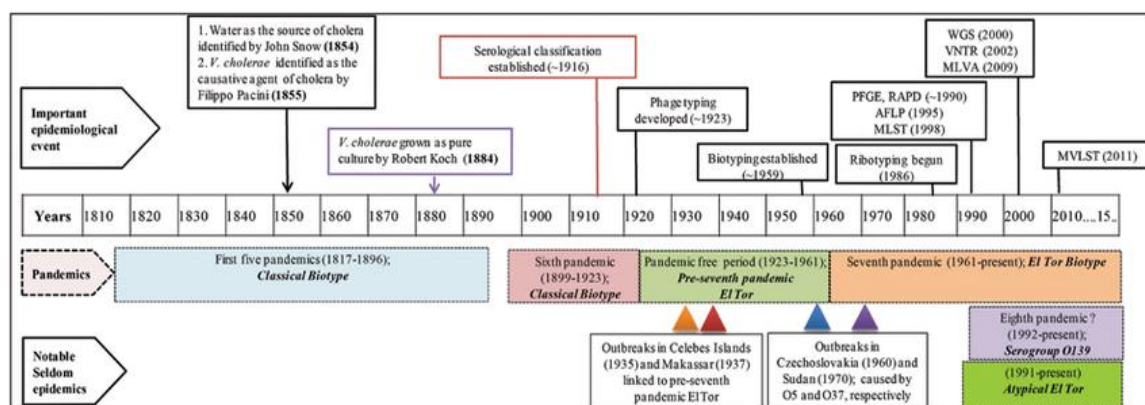 1. Water as the source of cholera
identified by John Snow (1854)
2. V. cholerae identified as the
causative agent of cholera by
Filippo Pacini (1855)
Serological classification
established (~1916)
WGS (2000)
VNTR (2002)
MLVA (2009)
Important
epidemiological
event
V. cholerae grown as pure
culture by Robert Koch (1884)
Phage typing
developed (~1923)
PFGE, RAPD (~1990)
AFLP (1995)
MLST (1998)
Biotyping established
(~1959)
Ribotyping begun
(1986)
MVLST (2011)
Years 1810 1820 1830 1840 1850 1860 1870 1880 1890 1900 1910 1920 1930 1940 1950 1960 1970 1980 1990 2000 2010....15..
Pandemics
First five pandemics (1817-1896);
Classical Biotype
Sixth pandemic
(1899-1923);
Classical Biotype
Pandemic free period (1923-1961);
Pre-seventh pandemic
El Tor
Seventh pandemic (1961-present); El Tor Biotype
Notable
Seldom
epidemics
Outbreaks in Celebes Islands
(1935) and Makassar (1937)
linked to pre-seventh
pandemic El Tor
Outbreaks in
Czechoslovakia (1960) and
Sudan (1970); caused by
O5 and O37, respectively
Eighth pandemic ?
(1992-present);
Serogroup O139
(1991-present)
Atypical El Tor